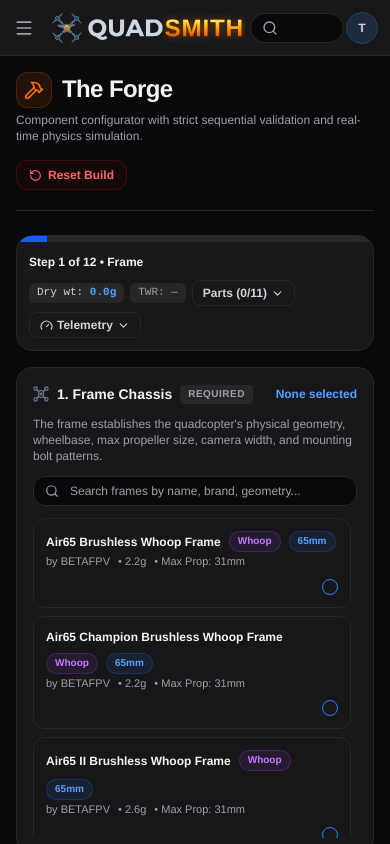 QUADSMITH
T
The Forge
Component configurator with strict sequential validation and real-
time physics simulation.
Reset Build
Step 1 of 12 • Frame
Dry wt: 0.0g
TWR: —
Parts (0/11)
Telemetry
1. Frame Chassis
REQUIRED
None selected
The frame establishes the quadcopter's physical geometry,
wheelbase, max propeller size, camera width, and mounting
bolt patterns.
Search frames by name, brand, geometry...
Air65 Brushless Whoop Frame
Whoop
65mm
by BETAFPV • 2.2g • Max Prop: 31mm
Air65 Champion Brushless Whoop Frame
Whoop
65mm
by BETAFPV • 2.2g • Max Prop: 31mm
Air65 II Brushless Whoop Frame
Whoop
65mm
by BETAFPV • 2.6g • Max Prop: 31mm